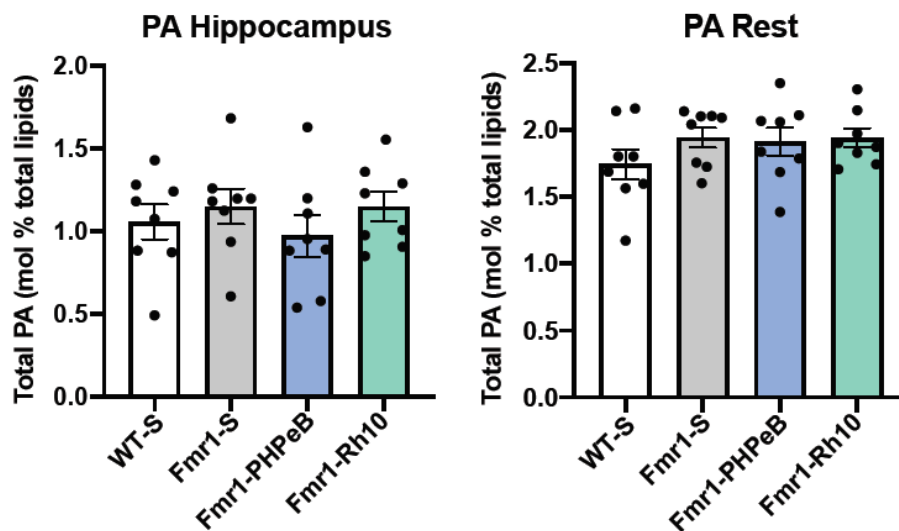 PA Hippocampus
Total PA (mol % total lipids)
2.0
1.5
1.0
0.5
0.0
WT-S
Fmr1-S
Fmr1-PHPeB
Fmr1-Rh10
PA Rest
Total PA (mol % total lipids)
2.5
2.0
1.5
1.0
0.5
0.0
WT-S
Fmr1-S
Fmr1-PHPeB
Fmr1-Rh10